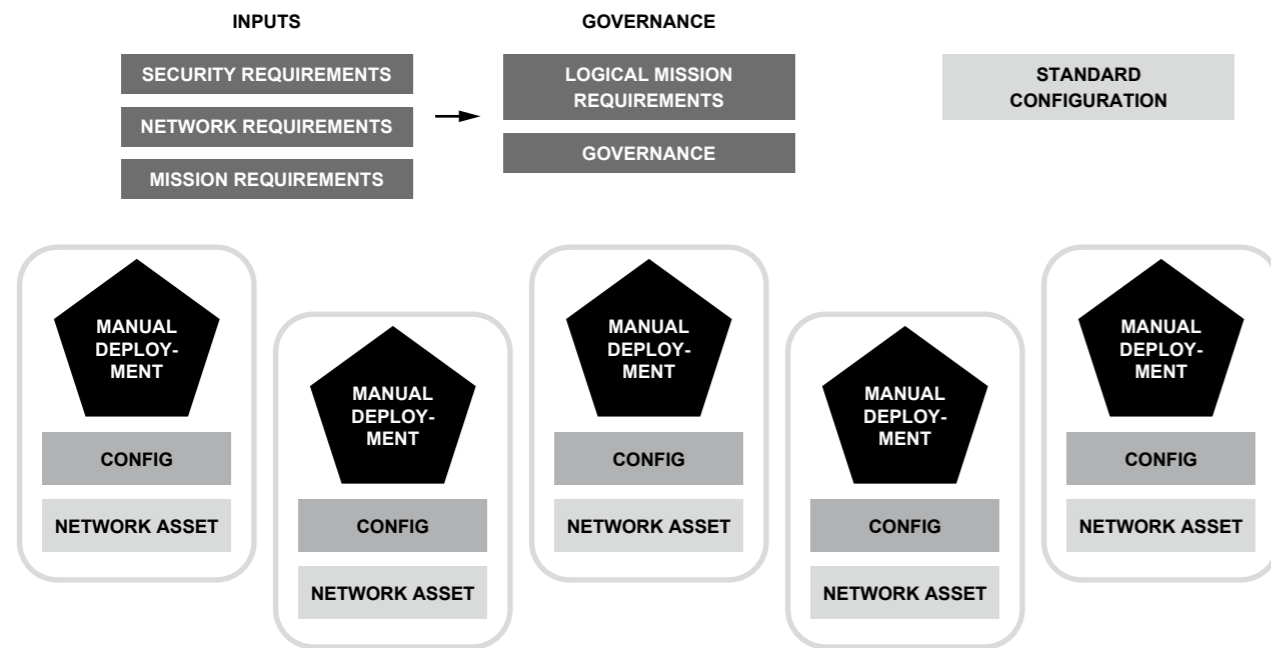 INPUTS
GOVERNANCE
SECURITY REQUIREMENTS
NETWORK REQUIREMENTS
MISSION REQUIREMENTS
LOGICAL MISSION
REQUIREMENTS
GOVERNANCE
STANDARD
CONFIGURATION
MANUAL
DEPLOY-
MENT
CONFIG
NETWORK ASSET
MANUAL
DEPLOY-
MENT
CONFIG
NETWORK ASSET
MANUAL
DEPLOY-
MENT
CONFIG
NETWORK ASSET
MANUAL
DEPLOY-
MENT
CONFIG
NETWORK ASSET
MANUAL
DEPLOY-
MENT
CONFIG
NETWORK ASSET